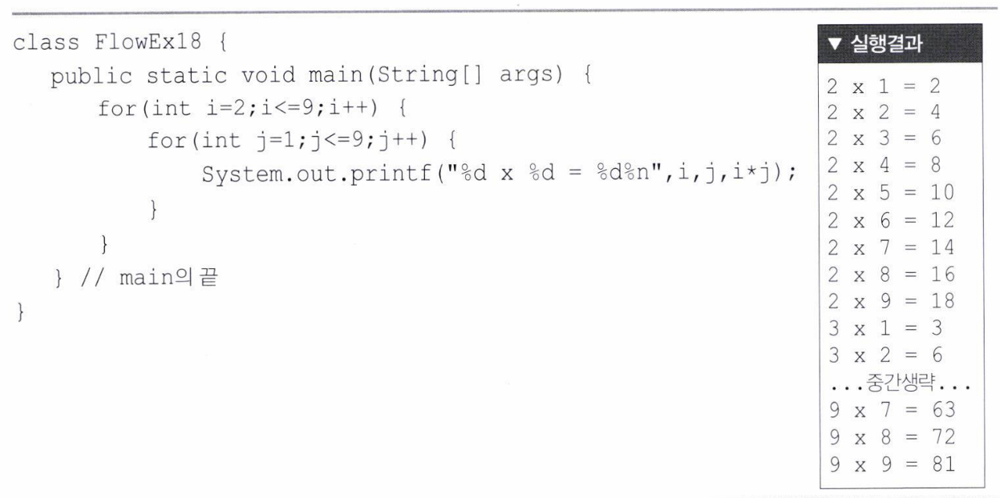 class FlowEx18 {
public static void main(String[] args) {
for(int i=2;i<=9;i++) {
for(int j=1;j<=9;j++) {
System.out.printf("%d x %d = %d%n",i,j,i*j);
}
}
} // main의 끝
}
▼ 실행결과
2 x 1 = 2
2 x 2 = 4
2 x 3 = 6
2 x 4 = 8
2 x 5 = 10
2 x 6 = 12
2 x 7 = 14
2 x 8 = 16
2 x 9 = 18
3 x 1 = 3
3 x 2 = 6
...중간생략...
9 x 7 = 63
9 x 8 = 72
9 x 9 = 81